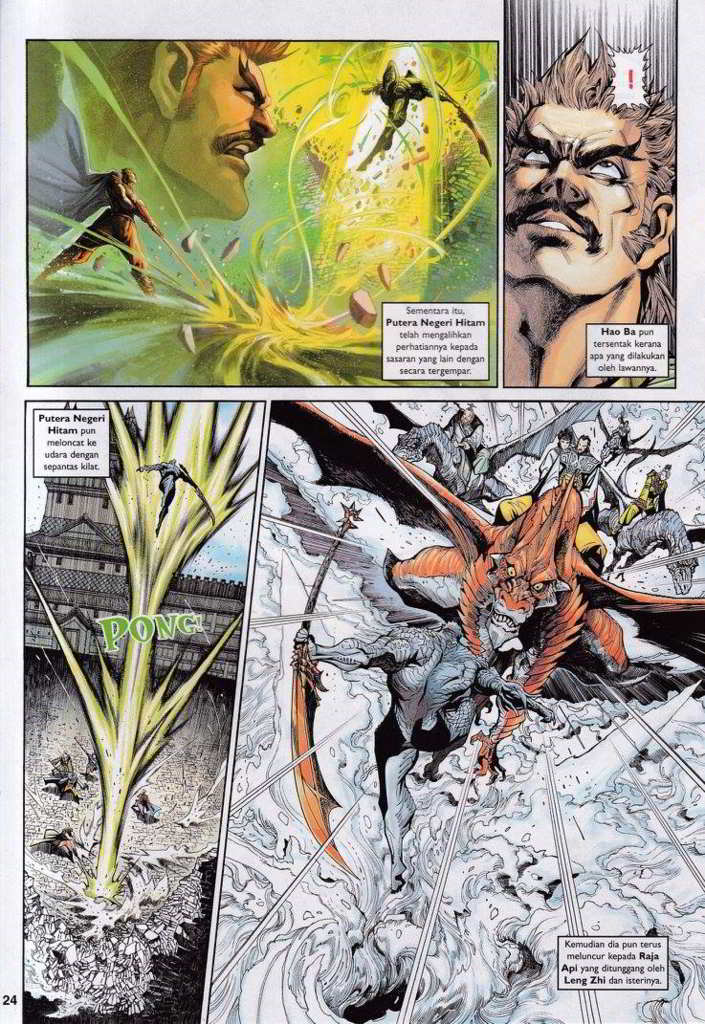 Sementara itu,
Putera Negeri Hitam
telah mengalihkan
perhatiannya kepada
sasaran yang lain dengan
secara tergempar.
!
Hao Ba pun
tersentak kerana
apa yang dilakukan
oleh lawannya.
Putera Negeri
Hitam pun
meloncat ke
udara dengan
sepantas kilat.
PONG!
Kemudian dia pun terus
meluncur kepada Raja
Api yang ditunggang oleh
Leng Zhi dan isterinya.
24